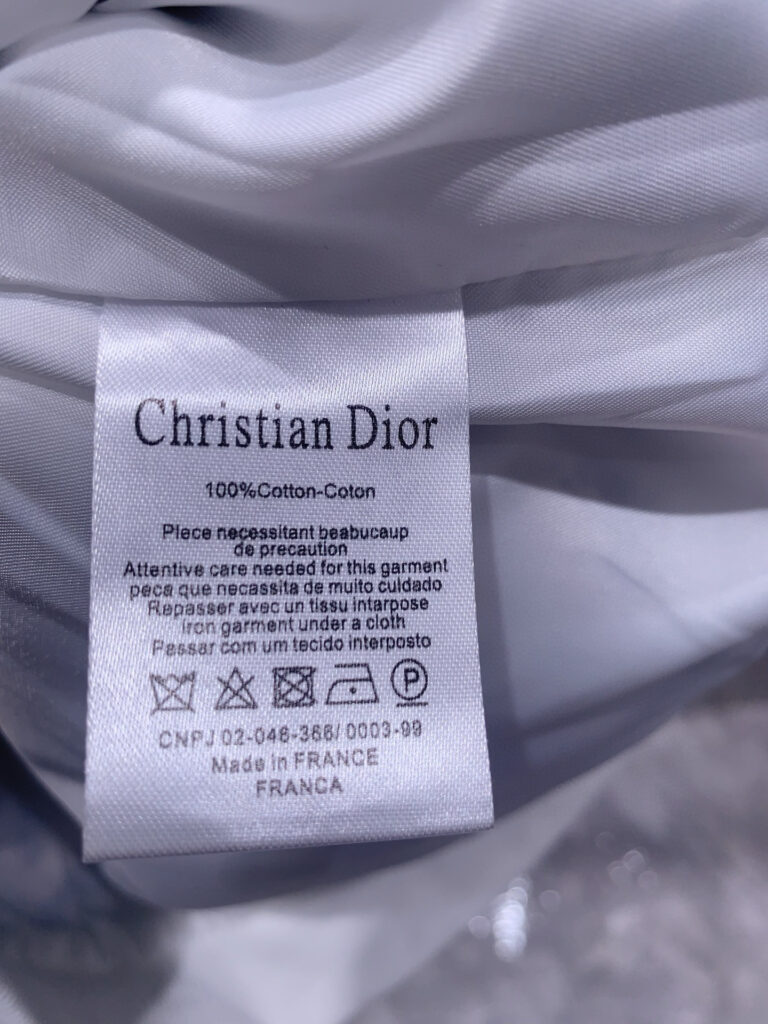 Christian Dior
100%Cotton-Coton
Piece necessitant beabucaup
de precaution
Attentive care needed for this garment
peca que necassita de muito culdado
Repasser avec un tissu intarpose
Iron garment under a cloth
Passar com um tecido interposto
P
CNPJ 02-046-366/ 0003-99
Made in FRANCE
FRANCA